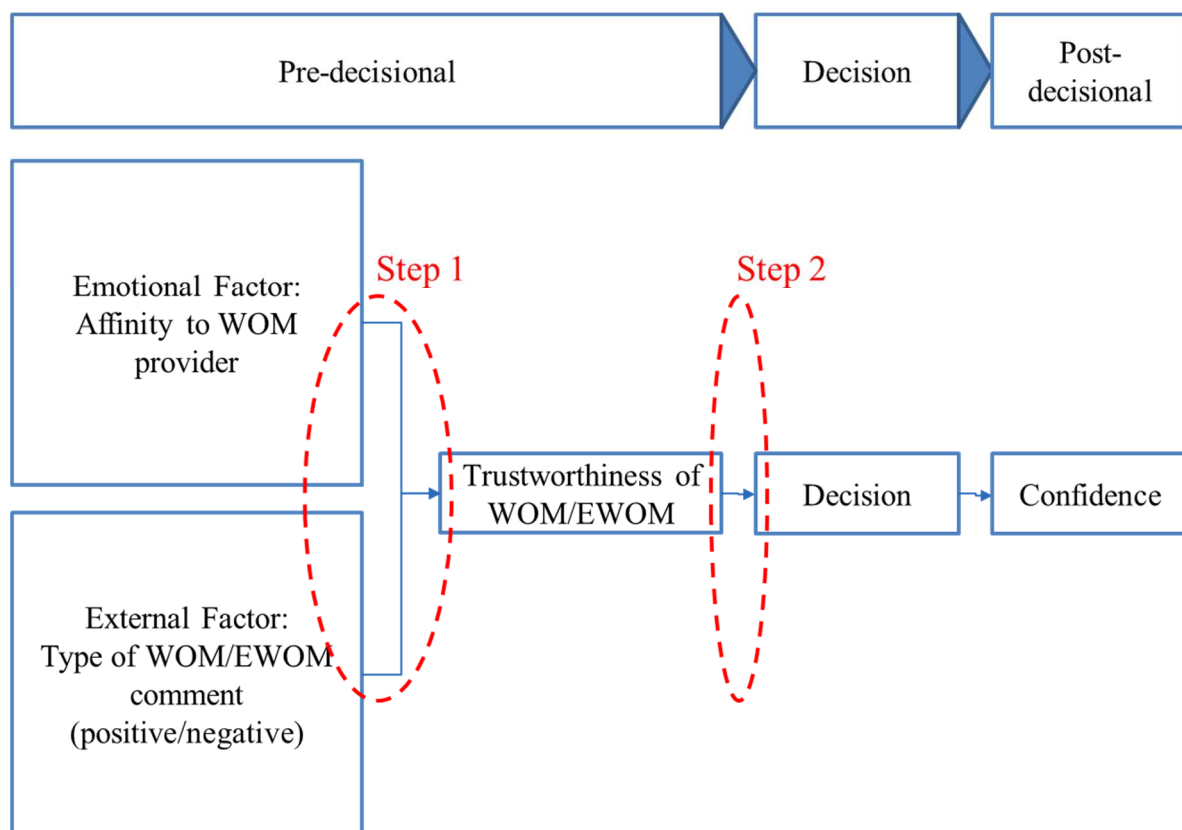 Pre-decisional
Decision
Post-
decisional
Step 1
Step 2
Emotional Factor:
Affinity to WOM
provider
Trustworthiness of
WOM/EWOM
Decision
Confidence
External Factor:
Type of WOM/EWOM
comment
(positive/negative)